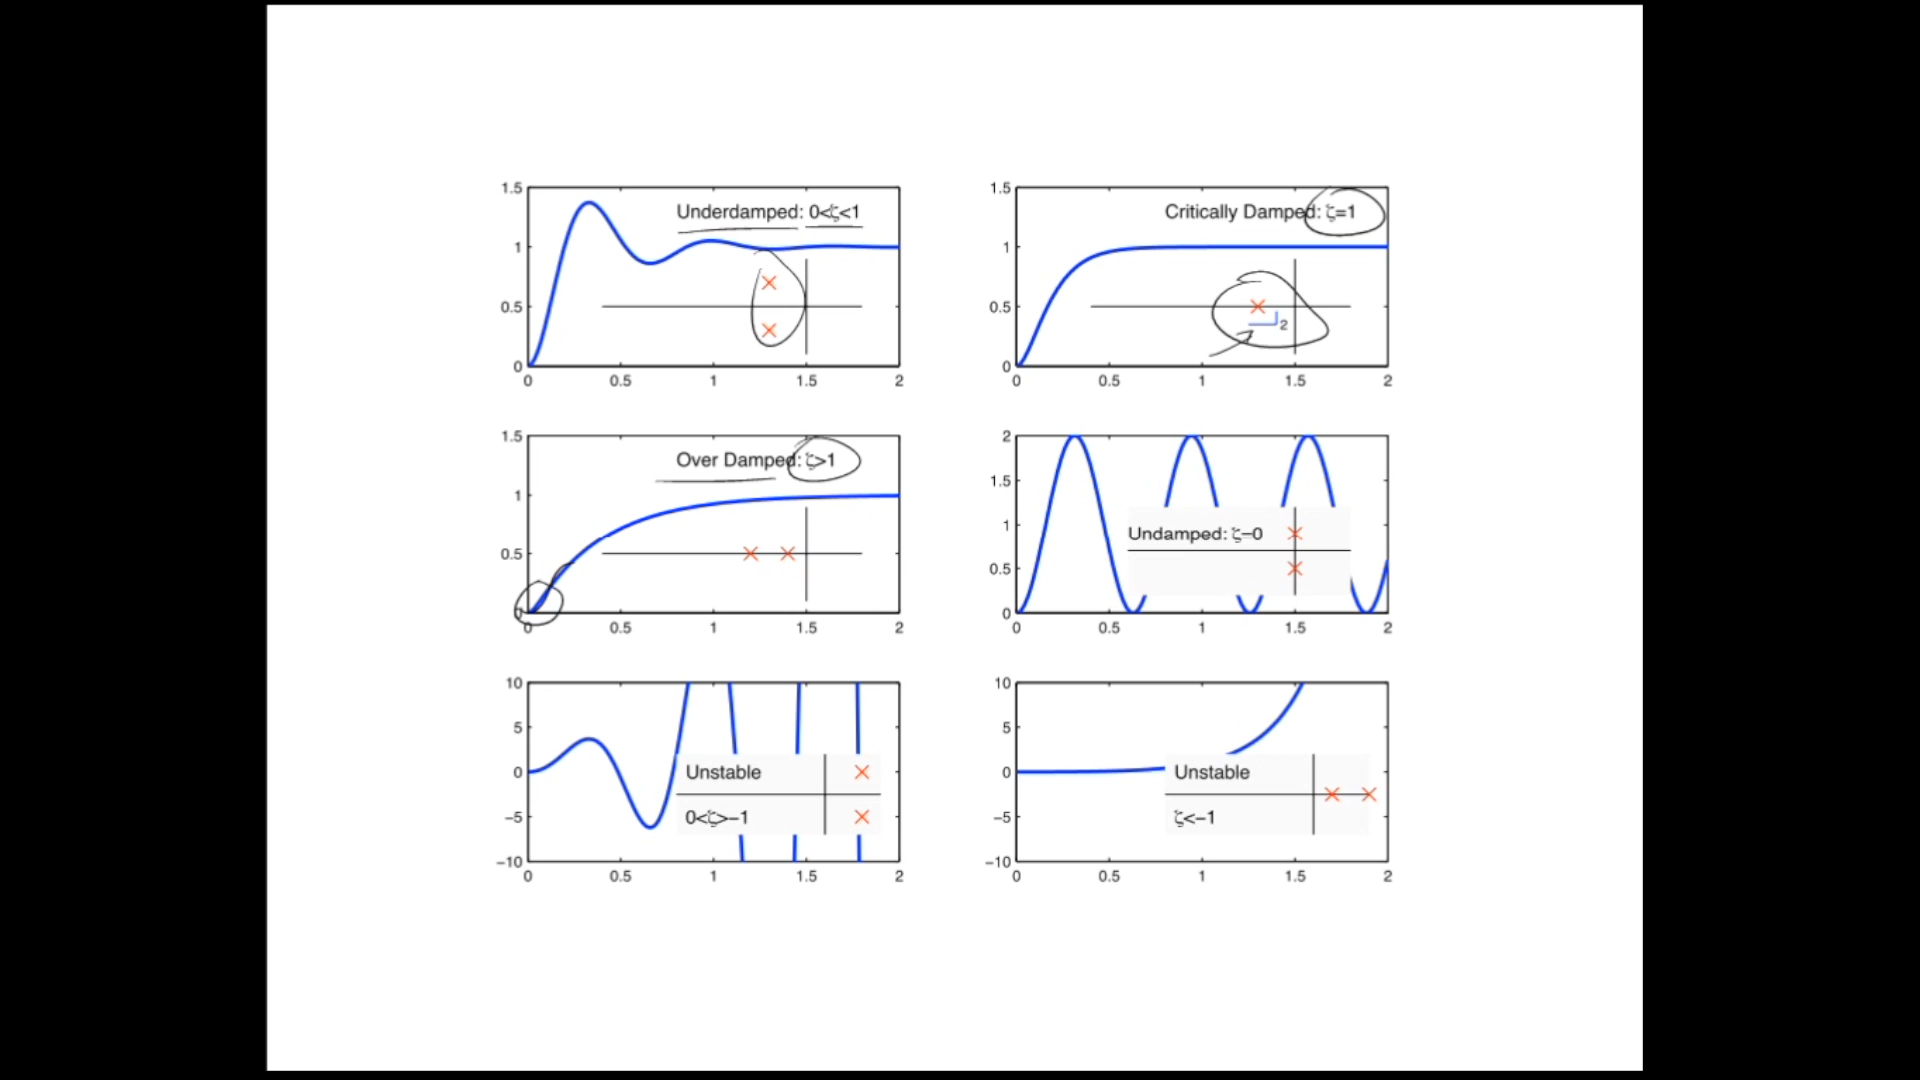 1.5
Underdamped: 0<ζ<1
1
0.5
0
0 0.5 1 1.5 2
1.5
Critically Damped: ζ=1
1
0.5
2
0
0 0.5 1 1.5 2
1.5
Over Damped: ζ>1
1
0.5
0
0 0.5 1 1.5 2
2
1.5
1
Undamped: ζ=0
0.5
0
0 0.5 1 1.5 2
10
5
0
Unstable
−5
0<ζ>−1
−10
0 0.5 1 1.5 2
10
5
0
Unstable
−5
ζ<−1
−10
0 0.5 1 1.5 2